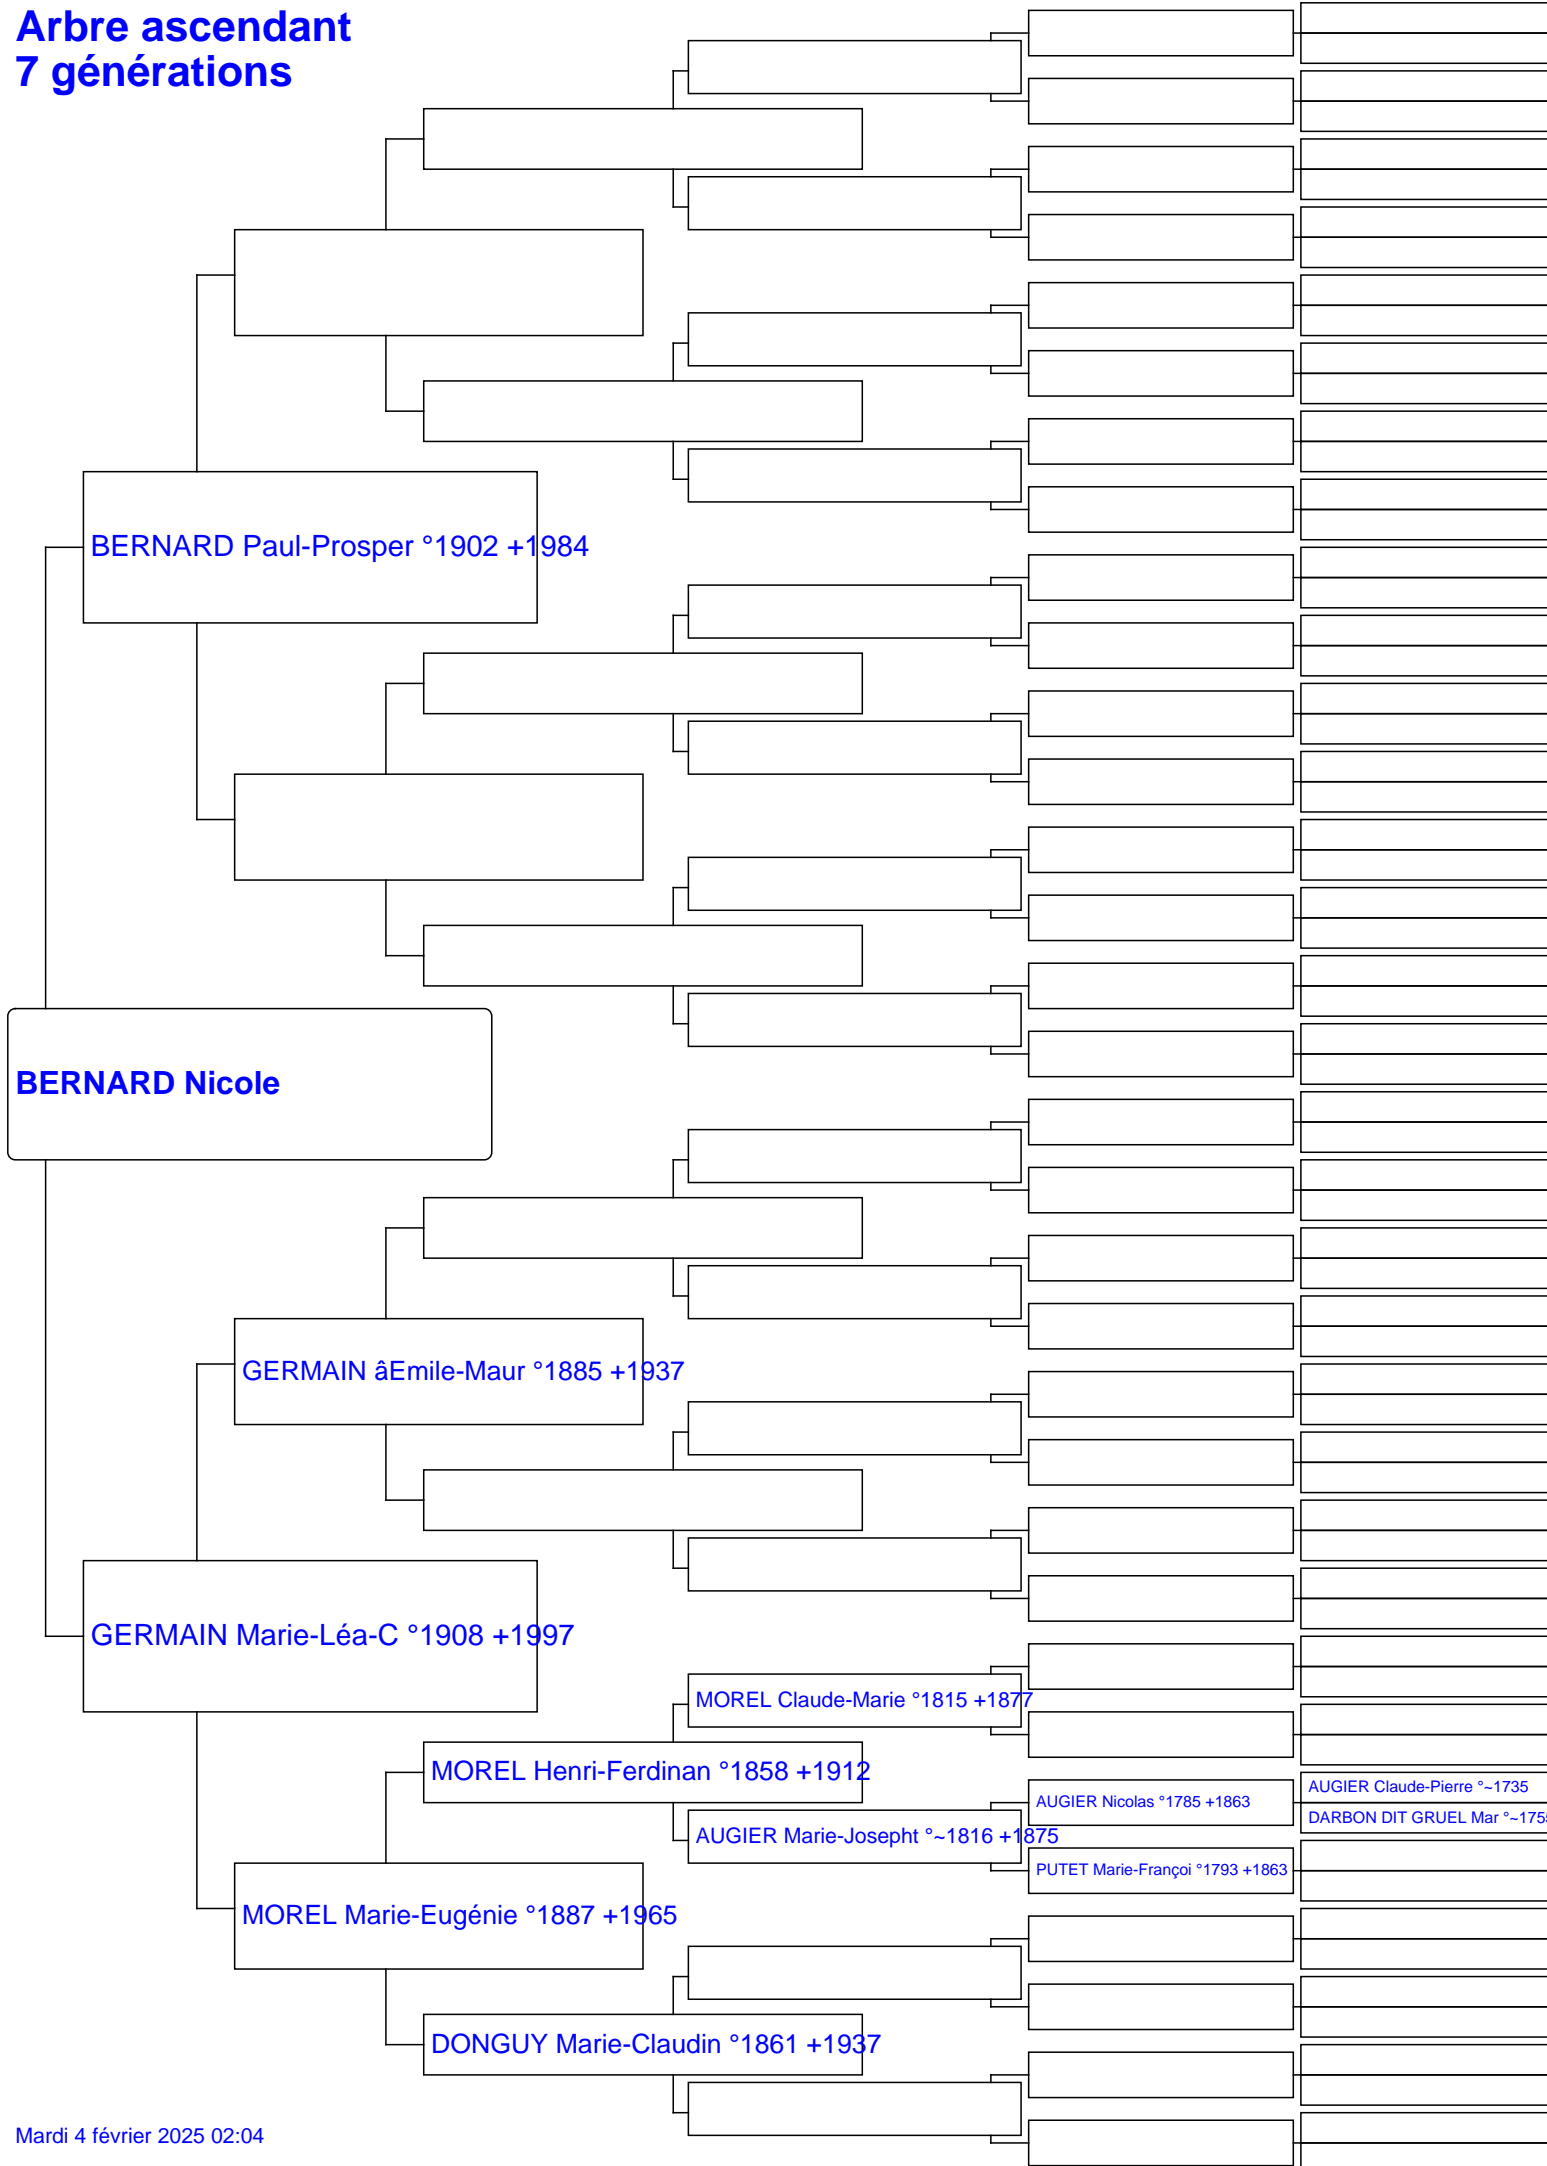 Arbre ascendant
7 générations
BERNARD Paul-Prosper °1902 +1984
BERNARD Nicole
GERMAIN âEmile-Maur °1885 +1937
GERMAIN Marie-Léa-C °1908 +1997
MOREL Claude-Marie °1815 +1877
MOREL Henri-Ferdinan °1858 +1912
AUGIER Claude-Pierre °~1735
AUGIER Nicolas °1785 +1863
DARBON DIT GRUEL Mar °~1755
AUGIER Marie-Josepht °~1816 +1875
PUTET Marie-Françoi °1793 +1863
MOREL Marie-Eugénie °1887 +1965
DONGUY Marie-Claudin °1861 +1937
Mardi 4 février 2025 02:04